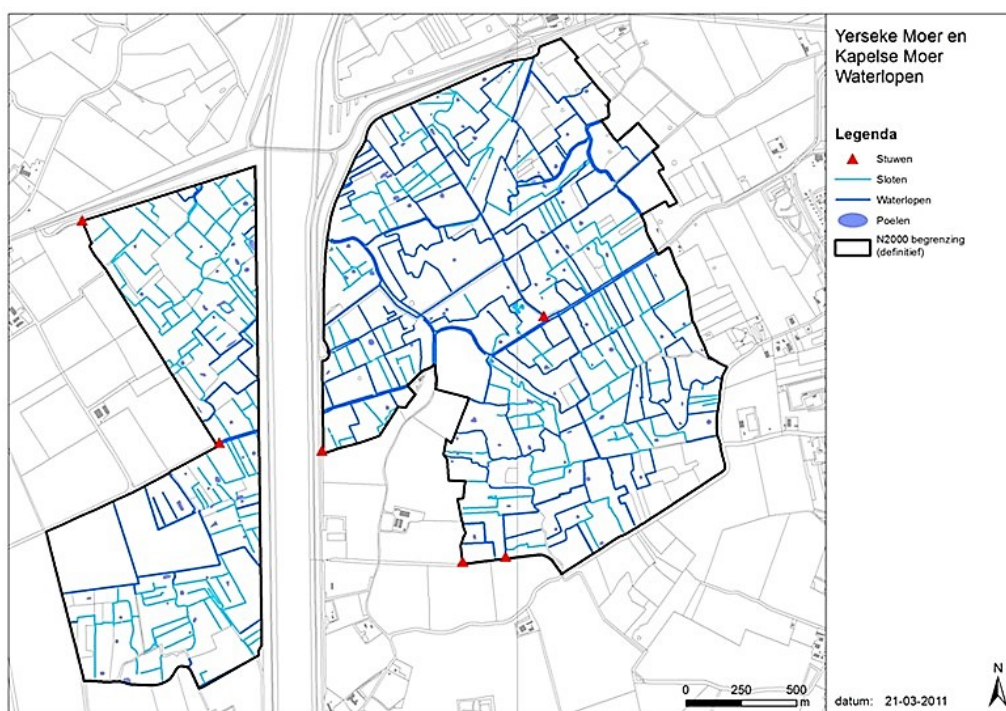 Yerseke Moer en
Kapelse Moer
Waterlopen
Legenda
Stuwen
Sloten
Waterlopen
Poelen
N2000 begrenzing
(definitief)
0 250 500
m
datum: 21-03-2011
N